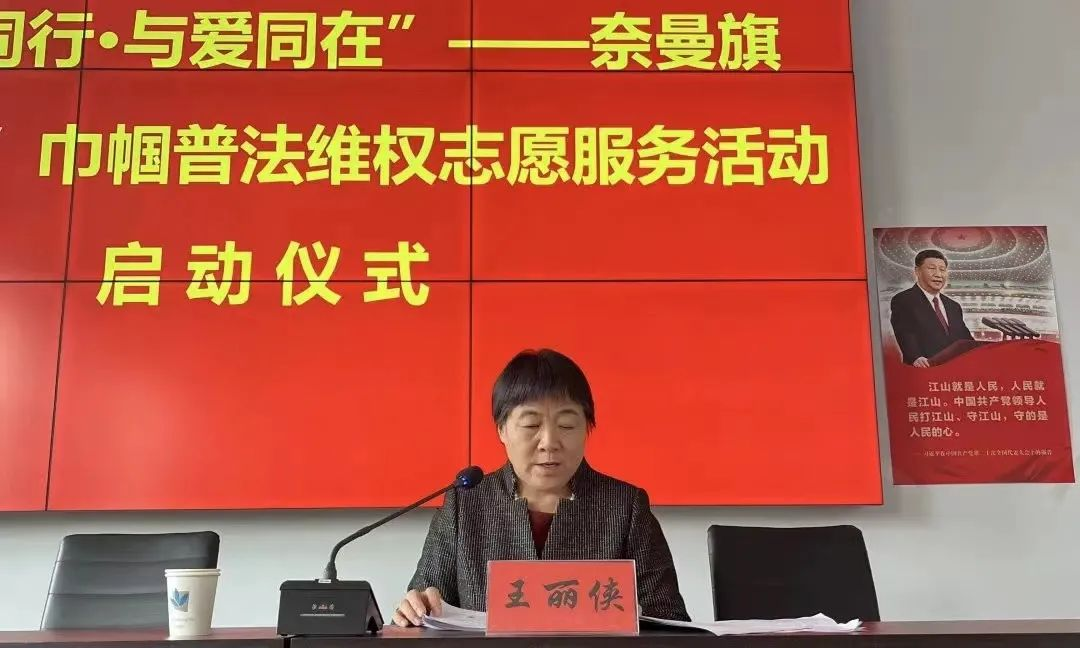 同行·与爱同在”——奈曼旗
”巾帼普法维权志愿服务活动
启动仪式
江山就是人民，人民就
是江山。中国共产党领导人
民打江山、守江山，守的是
人民的心。
王丽侠